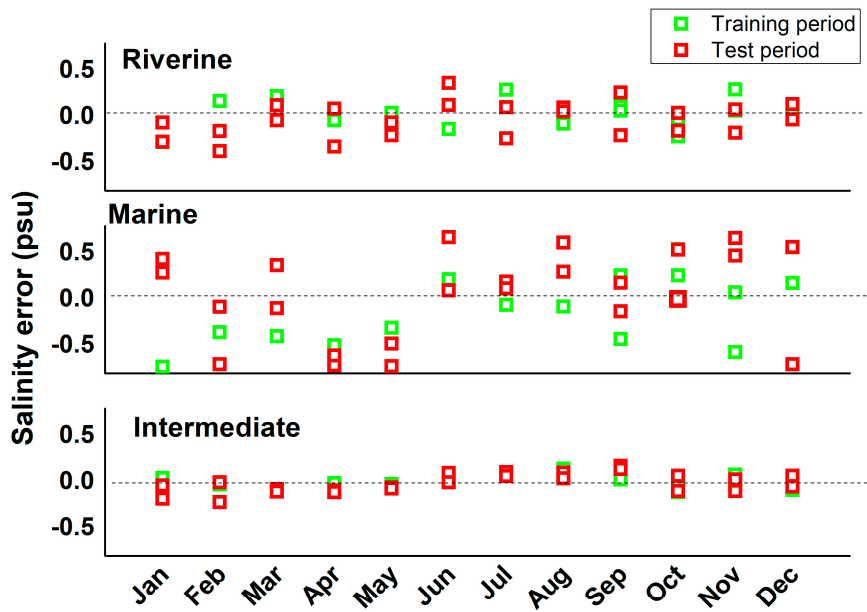 Training period
Test period
Riverine
0.5
0.0
-0.5
Marine
0.5
0.0
-0.5
Intermediate
0.5
0.0
-0.5
Salinity error (psu)
Jan Feb Mar Apr May Jun Jul Aug Sep Oct Nov Dec